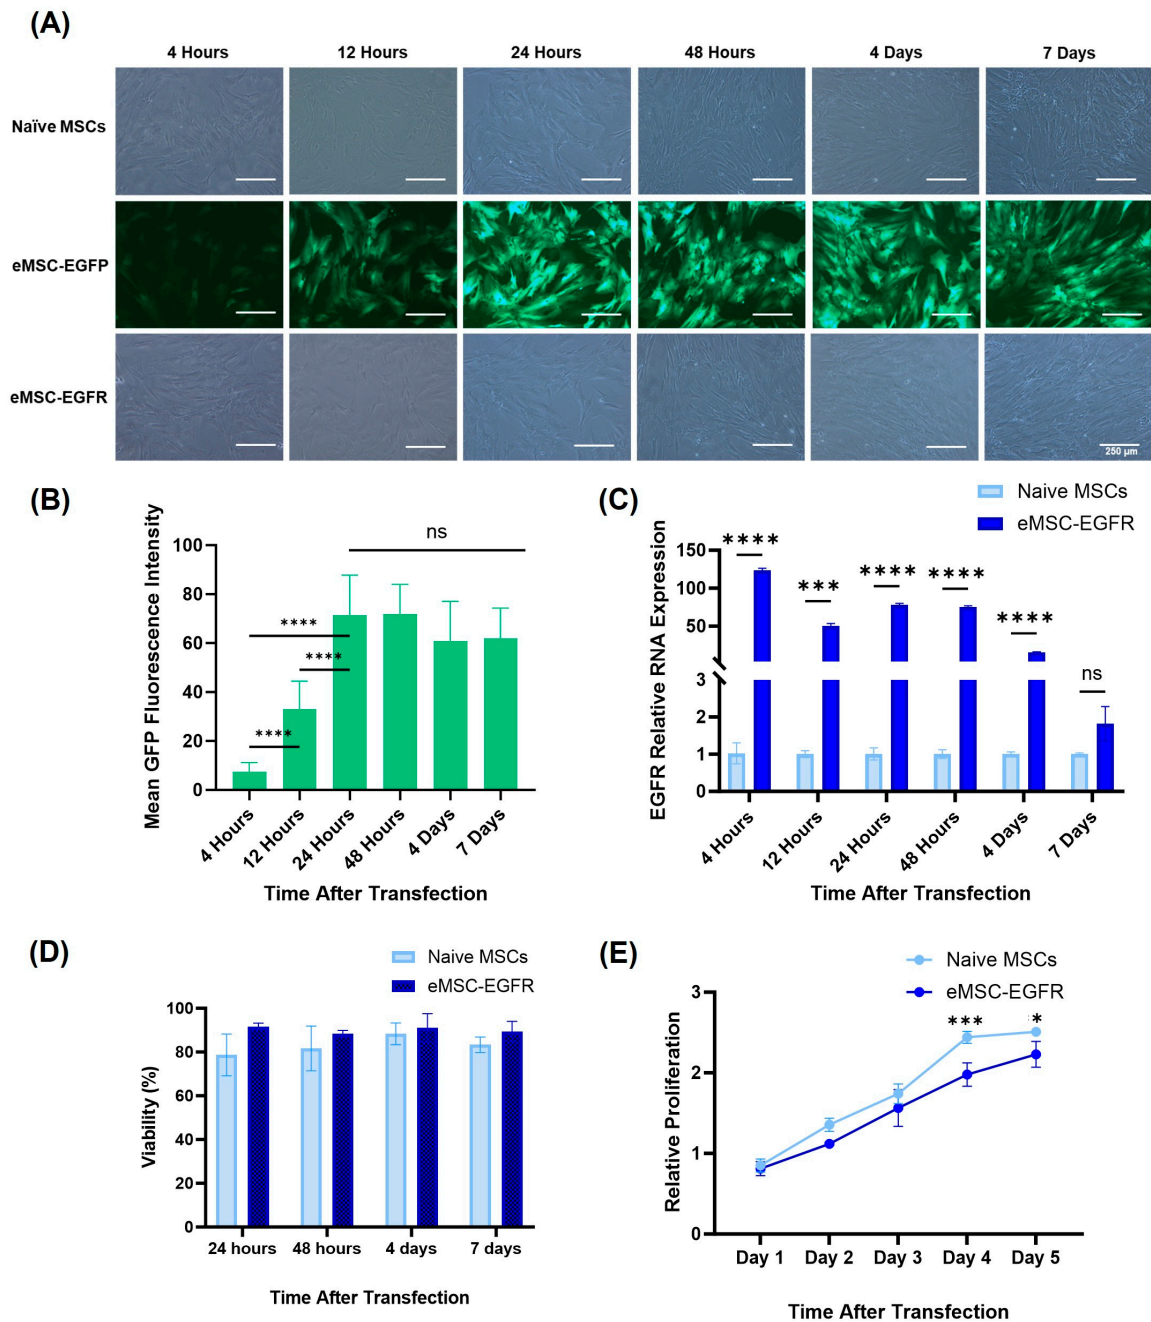 (A)
4 Hours 12 Hours 24 Hours 48 Hours 4 Days 7 Days
Naïve MSCs
eMSC-EGFP
eMSC-EGFR
250 µm
(B)
Mean GFP Fluorescence Intensity
100
80
60
40
20
0
ns
****
****
****
4 Hours 12 Hours 24 Hours 48 Hours 4 Days 7 Days
Time After Transfection
(C)
Naive MSCs
eMSC-EGFR
EGFR Relative RNA Expression
150
100
50
3
2
1
0
**** *** **** **** **** ns
4 Hours 12 Hours 24 Hours 48 Hours 4 Days 7 Days
Time After Transfection
(D)
Naive MSCs
eMSC-EGFR
Viability (%)
100
80
60
40
20
0
24 hours 48 hours 4 days 7 days
Time After Transfection
(E)
Naive MSCs
eMSC-EGFR
Relative Proliferation
3
2
1
0
*** *
Day 1 Day 2 Day 3 Day 4 Day 5
Time After Transfection